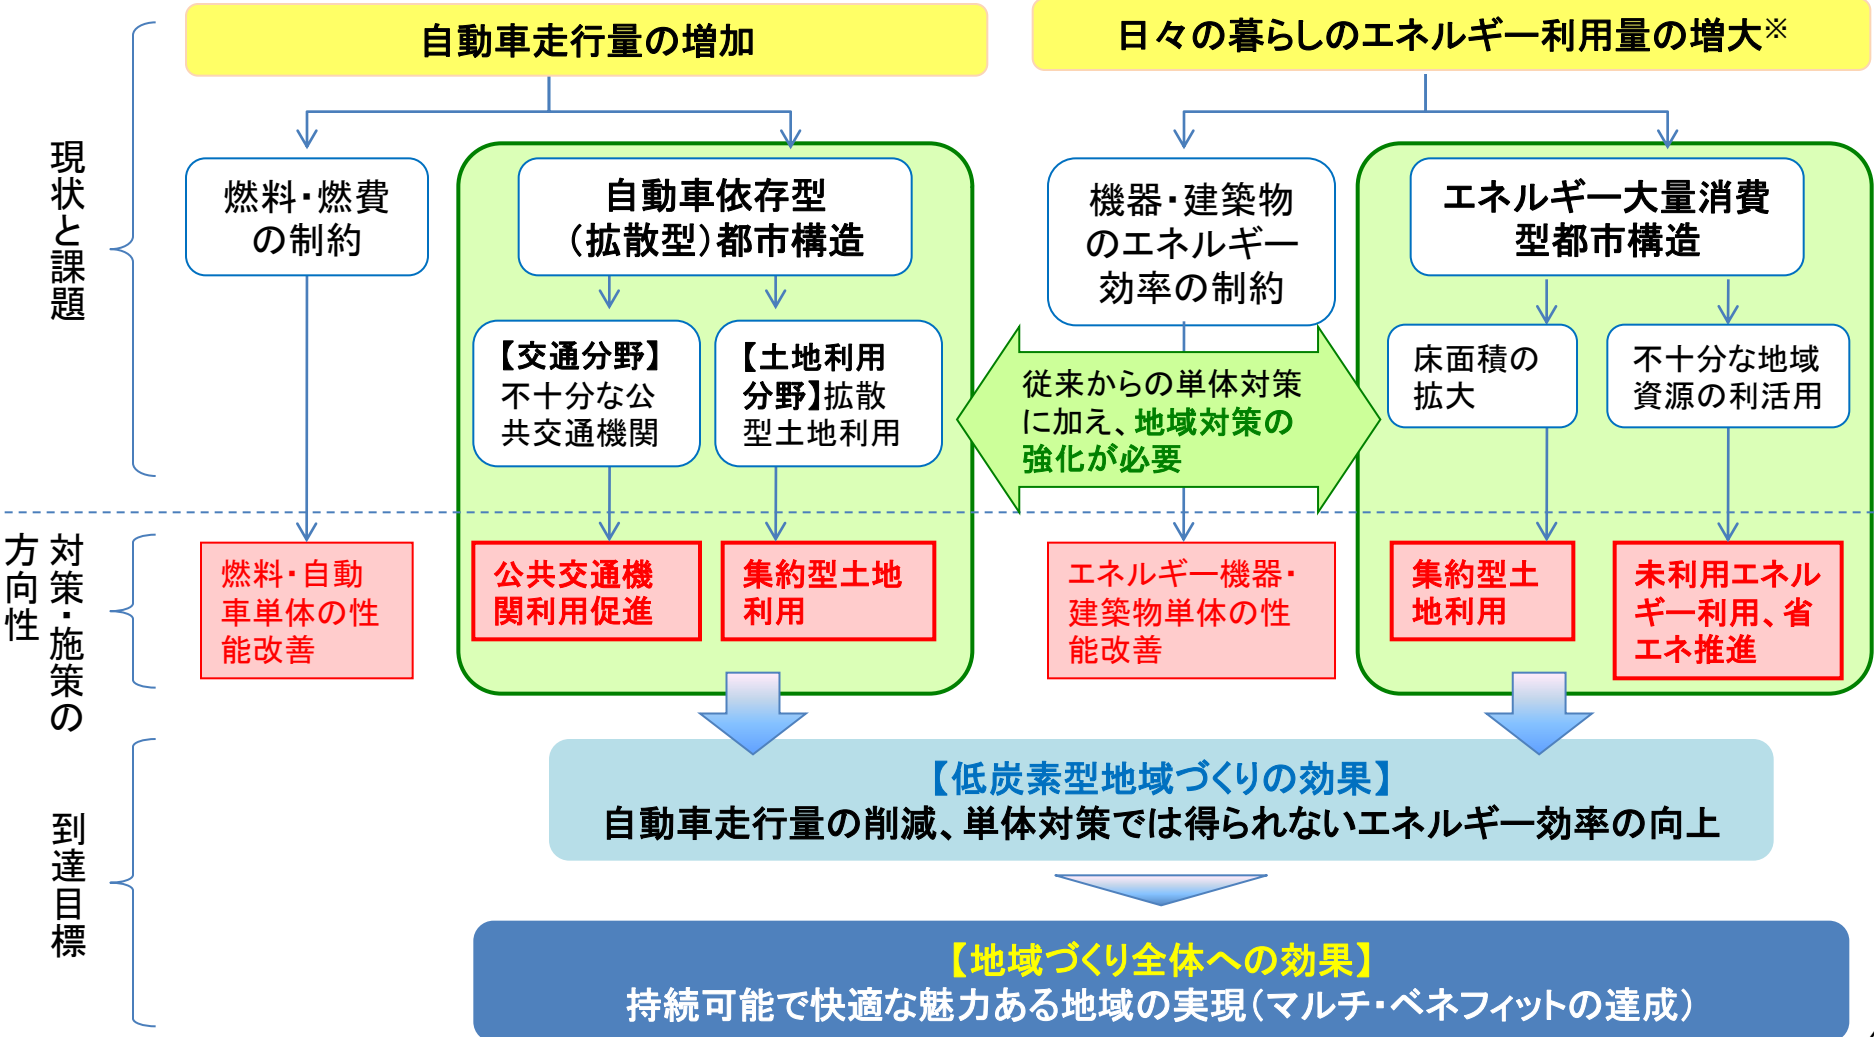 自動車走行量の増加
日々の暮らしのエネルギー利用量の増大※
現状と課題
燃料・燃費
の制約
自動車依存型
（拡散型）都市構造
機器・建築物
のエネルギー
効率の制約
エネルギー大量消費
型都市構造
【交通分野】
不十分な公
共交通機関
【土地利用
分野】拡散
型土地利用
従来からの単体対策
に加え、地域対策の
強化が必要
床面積の
拡大
不十分な地域
資源の利活用
対策・施策の
方向性
燃料・自動
車単体の性
能改善
公共交通機
関利用促進
集約型土地
利用
エネルギー機器・
建築物単体の性
能改善
集約型土
地利用
未利用エネル
ギー利用、省
エネ推進
到達目標
【低炭素型地域づくりの効果】
自動車走行量の削減、単体対策では得られないエネルギー効率の向上
【地域づくり全体への効果】
持続可能で快適な魅力ある地域の実現（マルチ・ベネフィットの達成）